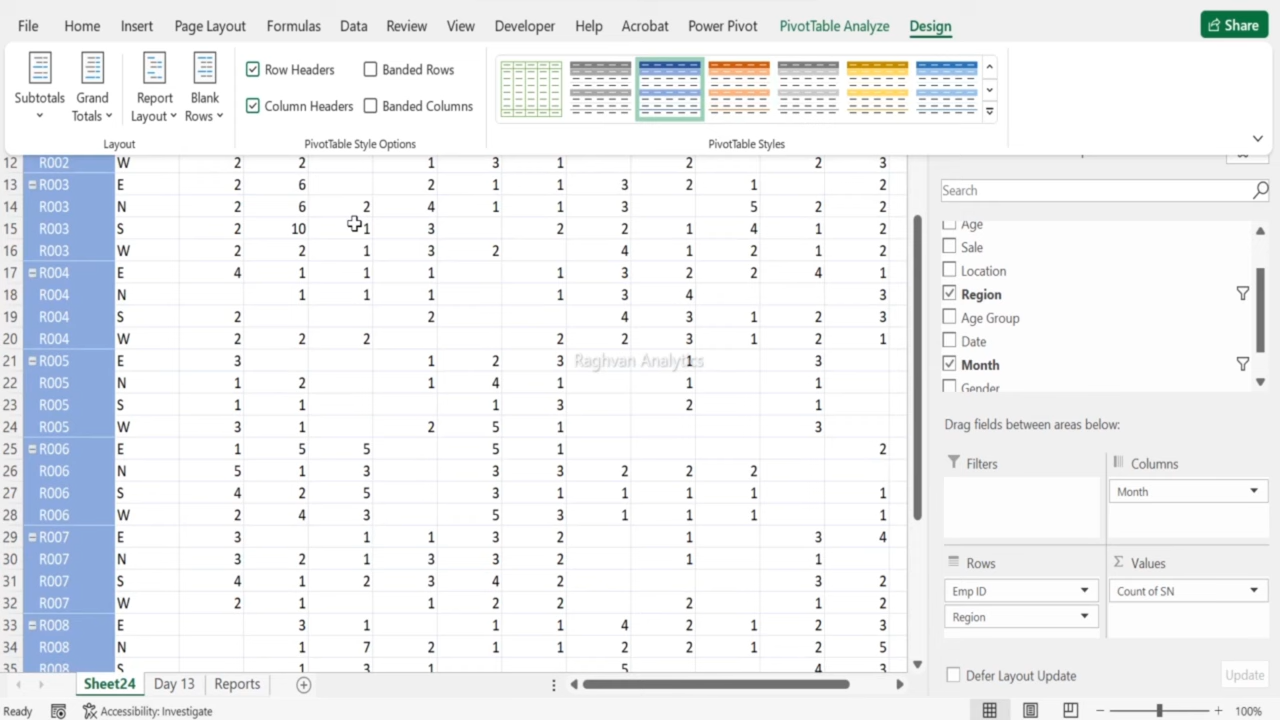 File Home Insert Page Layout Formulas Data Review View Developer Help Acrobat Power Pivot PivotTable Analyze Design Share
Subtotals
Grand Totals
Report Layout
Blank Rows
Layout
Row Headers
Banded Rows
Column Headers
Banded Columns
PivotTable Style Options
PivotTable Styles
12 R002 W 2 2 1 3 1 2 2 3
13 R003 E 2 6 2 1 1 3 2 1 2
14 R003 N 2 6 2 4 1 1 3 5 2 2
15 R003 S 2 10 1 3 2 2 1 4 1 2
16 R003 W 2 2 1 3 2 4 1 2 1 2
17 R004 E 4 1 1 1 1 3 2 2 4 1
18 R004 N 1 1 1 1 3 4 3
19 R004 S 2 2 4 3 1 2 3
20 R004 W 2 2 2 2 2 3 1 2 1
21 R005 E 3 1 2 3 1 3
22 R005 N 1 2 1 4 1 1 1
23 R005 S 1 1 1 3 2 1
24 R005 W 3 1 2 5 1 3
25 R006 E 1 5 5 5 1 2
26 R006 N 5 1 3 3 3 2 2 2
27 R006 S 4 2 5 3 1 1 1 1 1
28 R006 W 2 4 3 5 3 1 1 1 1
29 R007 E 3 1 1 3 2 1 3 4
30 R007 N 3 2 1 3 3 2 1 1
31 R007 S 4 1 2 3 4 2 3 2
32 R007 W 2 1 1 2 2 2 1 2
33 R008 E 3 1 1 1 4 2 1 2 3
34 R008 N 1 7 2 1 2 2 1 2 5
35 R008 S 1 3 1 5 4 3
Raghvan Analytics
Search
Age
Sale
Location
Region
Age Group
Date
Month
Gender
Drag fields between areas below:
Filters
Columns
Month
Rows
Emp ID
Region
Values
Count of SN
Defer Layout Update
Update
Sheet24 Day 13 Reports
Ready Accessibility: Investigate 100%